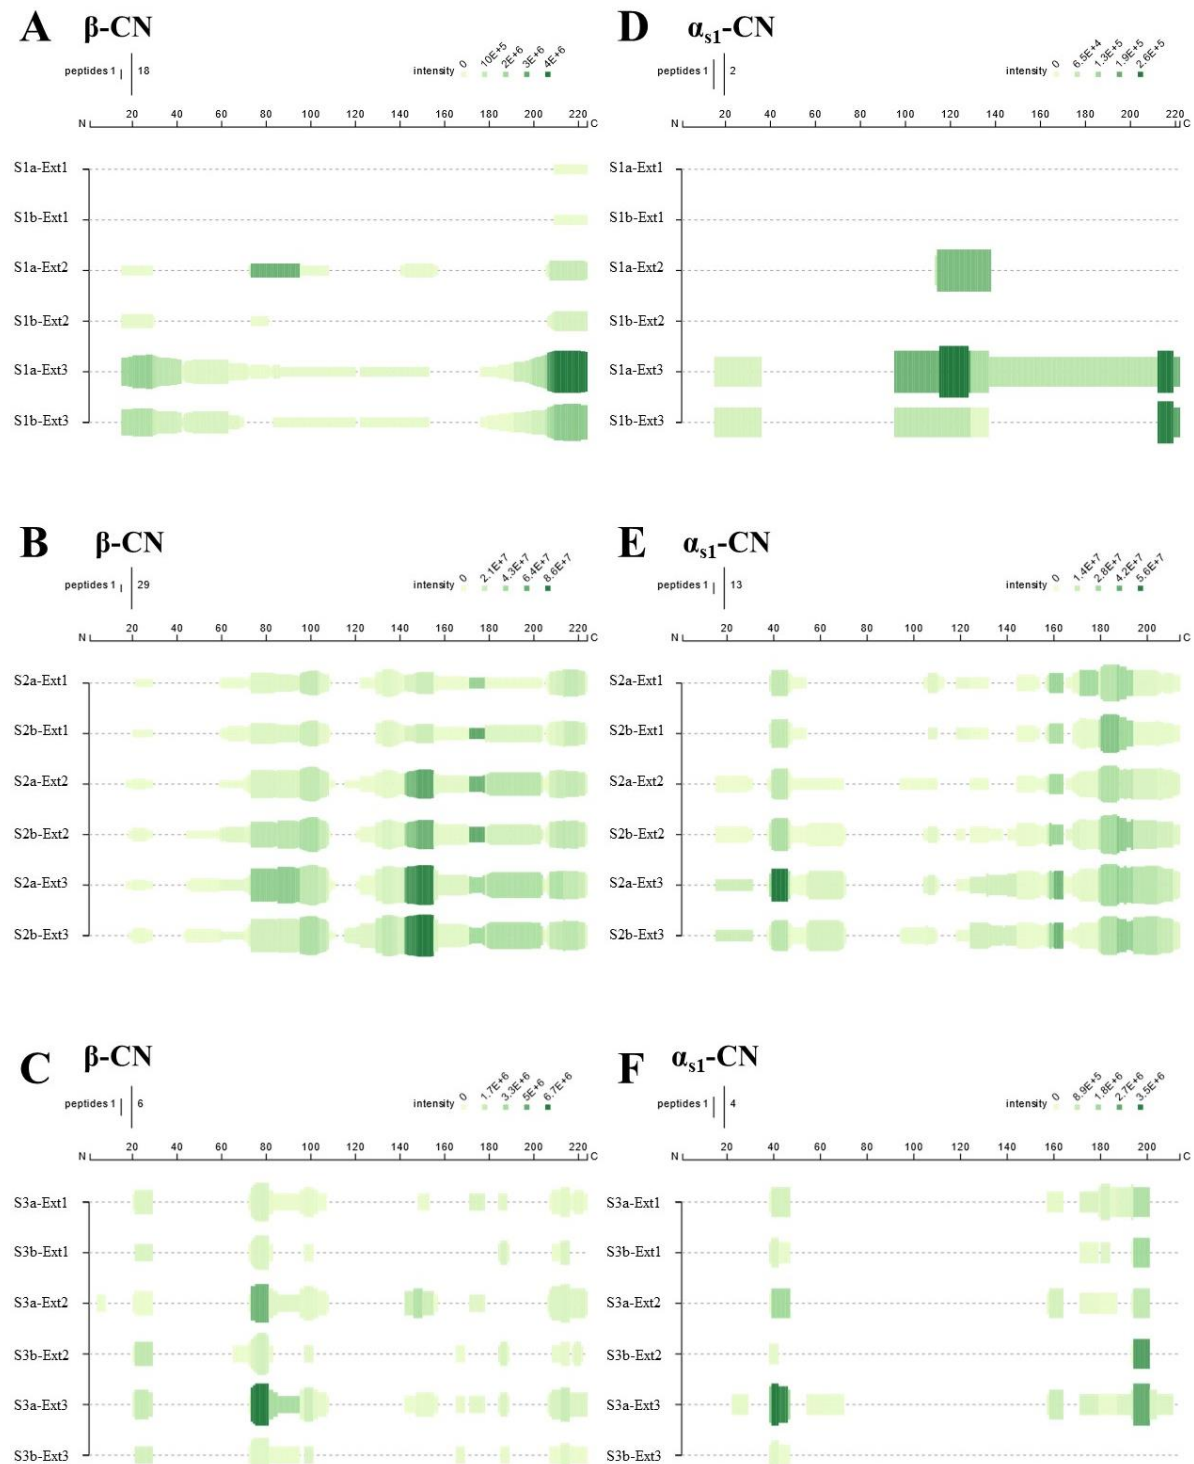 A β-CN
peptides 1 18
intensity 0 10E+5 2E+6 3E+6 4E+6
N 20 40 60 80 100 120 140 160 180 200 220 C
S1a-Ext1
S1b-Ext1
S1a-Ext2
S1b-Ext2
S1a-Ext3
S1b-Ext3
D αs1-CN
peptides 1 2
intensity 0 6.5E+4 1.3E+5 1.9E+5 2.6E+5
N 20 40 60 80 100 120 140 160 180 200 220 C
S1a-Ext1
S1b-Ext1
S1a-Ext2
S1b-Ext2
S1a-Ext3
S1b-Ext3
B β-CN
peptides 1 29
intensity 0 2.1E+7 4.3E+7 6.4E+7 8.6E+7
N 20 40 60 80 100 120 140 160 180 200 220 C
S2a-Ext1
S2b-Ext1
S2a-Ext2
S2b-Ext2
S2a-Ext3
S2b-Ext3
E αs1-CN
peptides 1 13
intensity 0 1.4E+7 2.8E+7 4.2E+7 5.6E+7
N 20 40 60 80 100 120 140 160 180 200 C
S2a-Ext1
S2b-Ext1
S2a-Ext2
S2b-Ext2
S2a-Ext3
S2b-Ext3
C β-CN
peptides 1 6
intensity 0 1.7E+6 3.3E+6 5E+6 6.7E+6
N 20 40 60 80 100 120 140 160 180 200 220 C
S3a-Ext1
S3b-Ext1
S3a-Ext2
S3b-Ext2
S3a-Ext3
S3b-Ext3
F αs1-CN
peptides 1 4
intensity 0 8.9E+5 1.8E+6 2.7E+6 3.5E+6
N 20 40 60 80 100 120 140 160 180 200 C
S3a-Ext1
S3b-Ext1
S3a-Ext2
S3b-Ext2
S3a-Ext3
S3b-Ext3